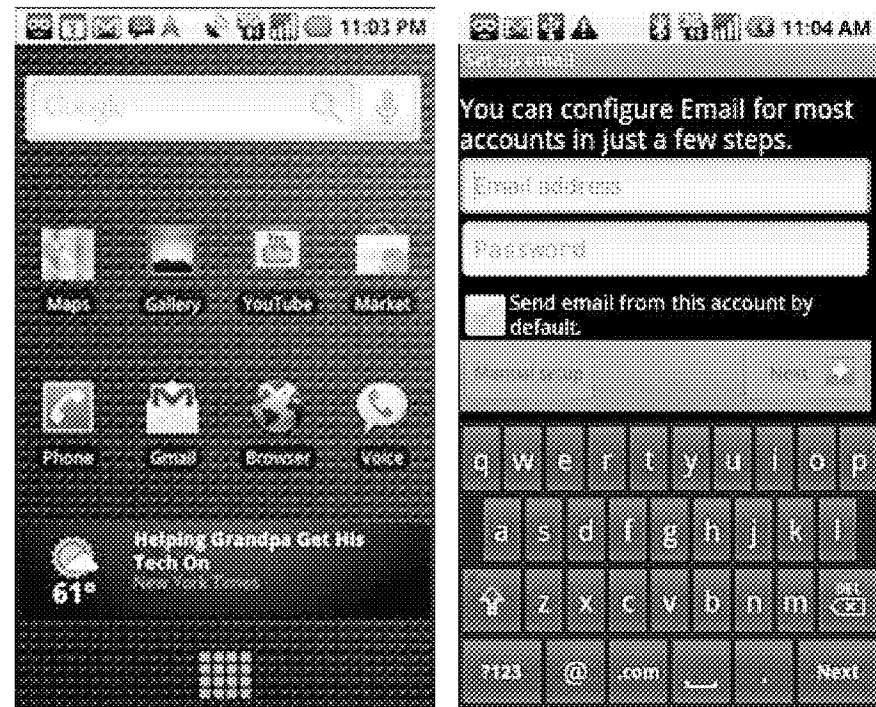 11:03 PM
Google
Maps Gallery YouTube Market
Phone Gmail Browser Voice
Helping Grandpa Get His
Tech On
New York Times
61°
11:04 AM
Set up email
You can configure Email for most
accounts in just a few steps.
Email address
Password
Send email from this account by
default.
Next
q w e r t y u i o p
a s d f g h j k l
z x c v b n m DEL
?123 @ .com . Next